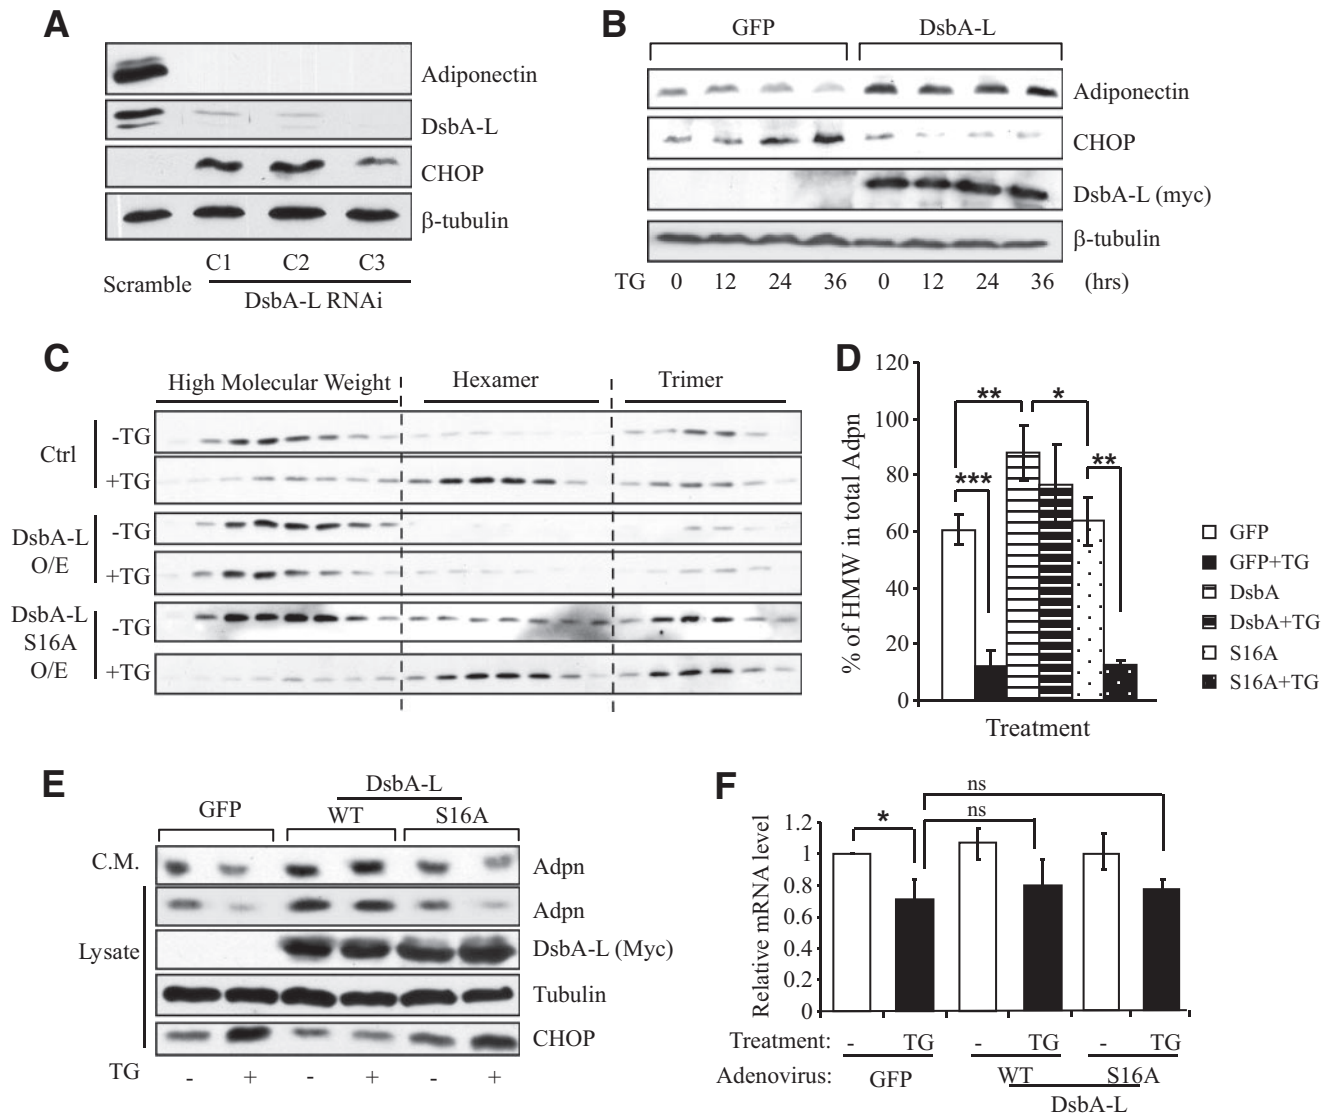 A
Adiponectin
DsbA-L
CHOP
β-tubulin
Scramble
C1 C2 C3
DsbA-L RNAi
B
GFP DsbA-L
Adiponectin
CHOP
DsbA-L (myc)
β-tubulin
TG 0 12 24 36 0 12 24 36 (hrs)
C
High Molecular Weight Hexamer Trimer
Ctrl
-TG
+TG
DsbA-L
O/E
-TG
+TG
DsbA-L
S16A
O/E
-TG
+TG
D
% of HMW in total Adpn
120
100
80
60
40
20
0
** *
*** **
Treatment
GFP
GFP+TG
DsbA
DsbA+TG
S16A
S16A+TG
E
DsbA-L
GFP WT S16A
C.M. Adpn
Lysate
Adpn
DsbA-L (Myc)
Tubulin
CHOP
TG - + - + - +
F
Relative mRNA level
1.2
1
0.8
0.6
0.4
0.2
0
ns
ns
*
Treatment: - TG - TG - TG
Adenovirus: GFP WT S16A
DsbA-L